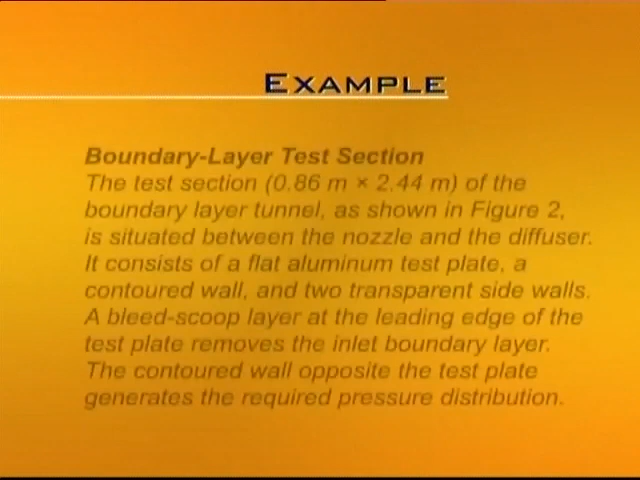 EXAMPLE
Boundary-Layer Test Section
The test section (0.86 m × 2.44 m) of the
boundary layer tunnel, as shown in Figure 2,
is situated between the nozzle and the diffuser.
It consists of a flat aluminum test plate, a
contoured wall, and two transparent side walls.
A bleed-scoop layer at the leading edge of the
test plate removes the inlet boundary layer.
The contoured wall opposite the test plate
generates the required pressure distribution.